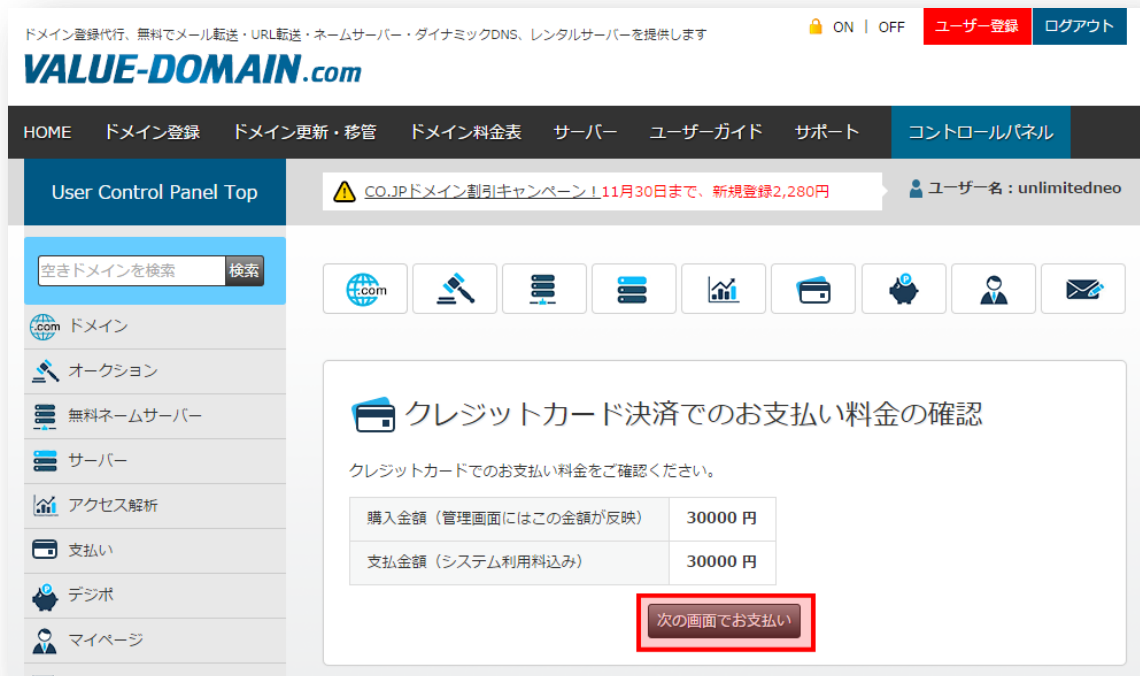 ドメイン登録代行、無料でメール転送・URL転送・ネームサーバー・ダイナミックDNS、レンタルサーバーを提供します
ON | OFF
ユーザー登録
ログアウト
VALUE-DOMAIN.com
HOME ドメイン登録 ドメイン更新・移管 ドメイン料金表 サーバー ユーザーガイド サポート コントロールパネル
User Control Panel Top
CO.JPドメイン割引キャンペーン！11月30日まで、新規登録2,280円
ユーザー名：unlimitedneo
空きドメインを検索 検索
.com
.com ドメイン
オークション
無料ネームサーバー
サーバー
アクセス解析
支払い
デジポ
マイページ
クレジットカード決済でのお支払い料金の確認
クレジットカードでのお支払い料金をご確認ください。
購入金額（管理画面にはこの金額が反映） 30000 円
支払金額（システム利用料込み） 30000 円
次の画面でお支払い